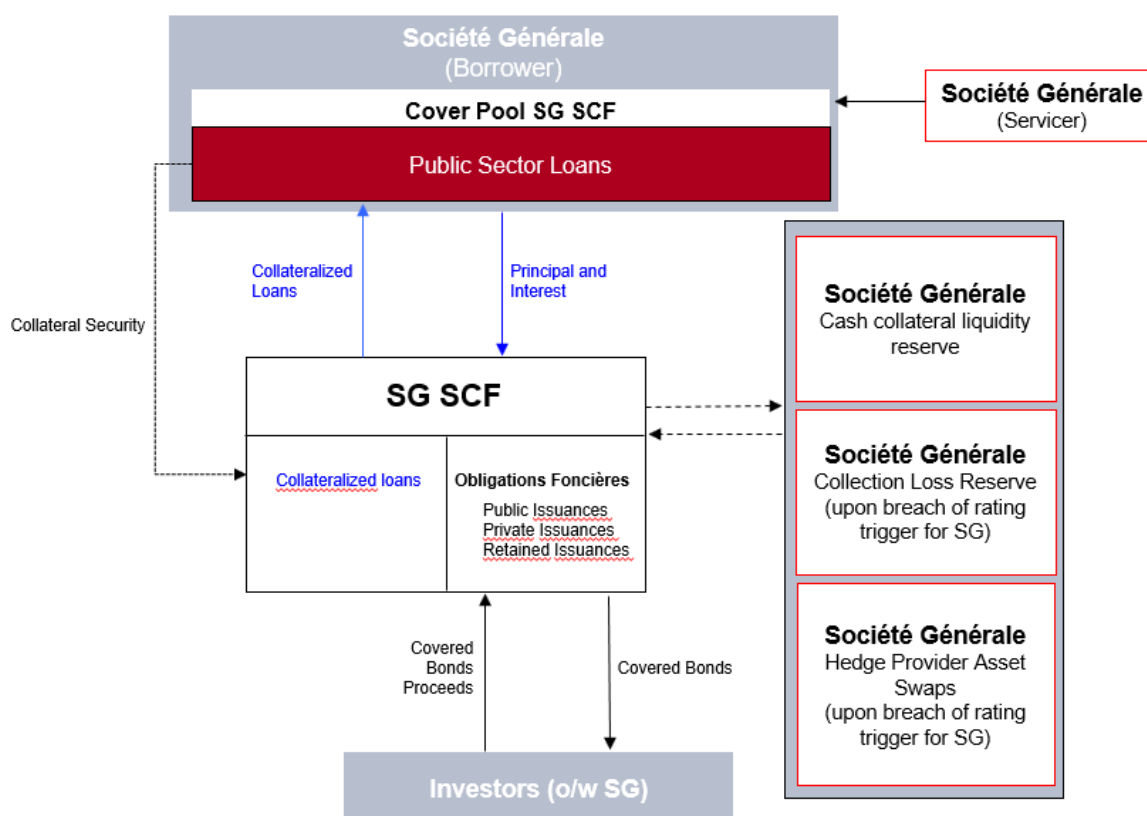 Société Générale
(Borrower)
Cover Pool SG SCF
Public Sector Loans
Société Générale
(Servicer)
Collateralized
Loans
Principal and
Interest
Collateral Security
SG SCF
Collateralized loans
Obligations Foncières
Public Issuances
Private Issuances
Retained Issuances
Société Générale
Cash collateral liquidity
reserve
Société Générale
Collection Loss Reserve
(upon breach of rating
trigger for SG)
Société Générale
Hedge Provider Asset
Swaps
(upon breach of rating
trigger for SG)
Covered
Bonds
Proceeds
Covered Bonds
Investors (o/w SG)